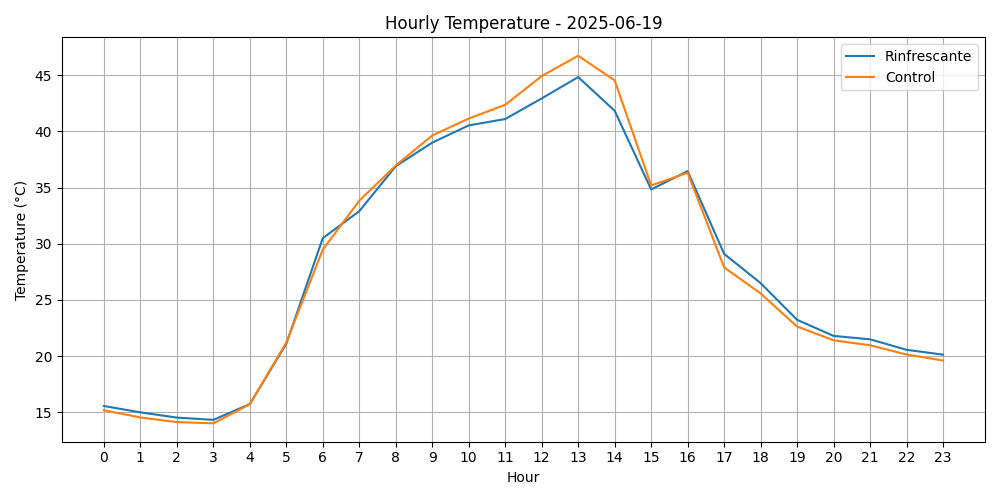 Hourly Temperature - 2025-06-19
Rinfrescante
Control
Temperature (°C)
45
40
35
30
25
20
15
0 1 2 3 4 5 6 7 8 9 10 11 12 13 14 15 16 17 18 19 20 21 22 23
Hour